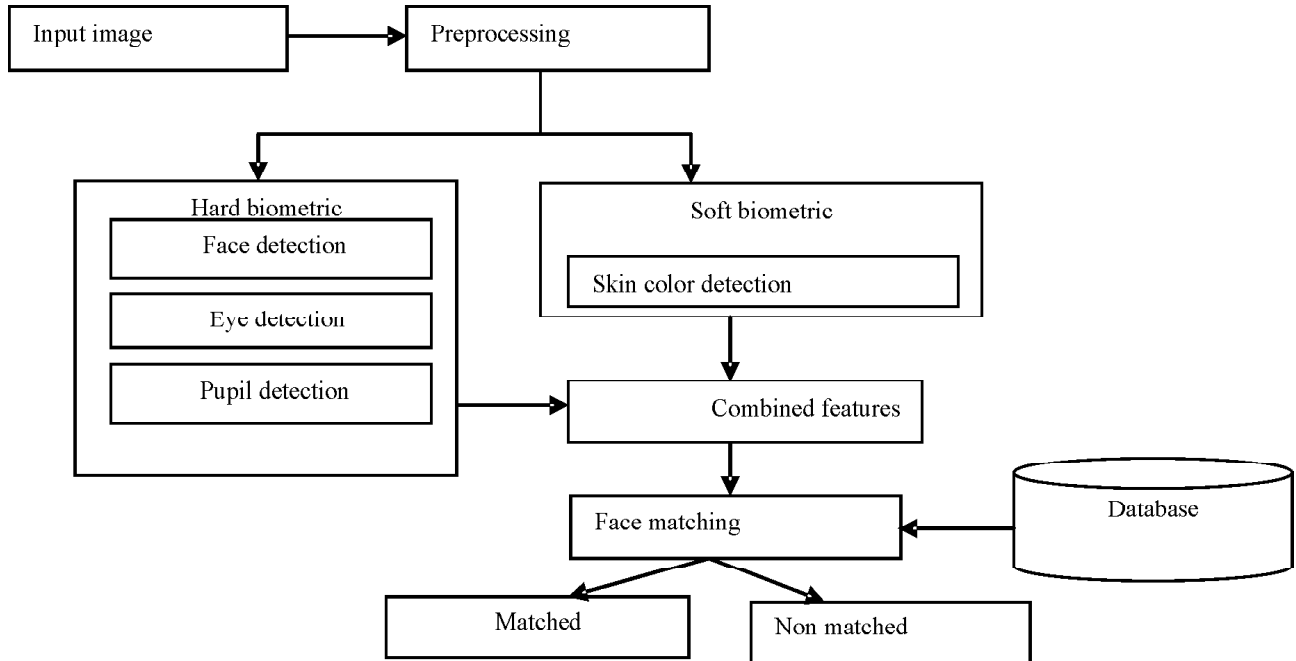 Input image
Preprocessing
Hard biometric
Face detection
Eye detection
Pupil detection
Soft biometric
Skin color detection
Combined features
Face matching
Database
Matched
Non matched